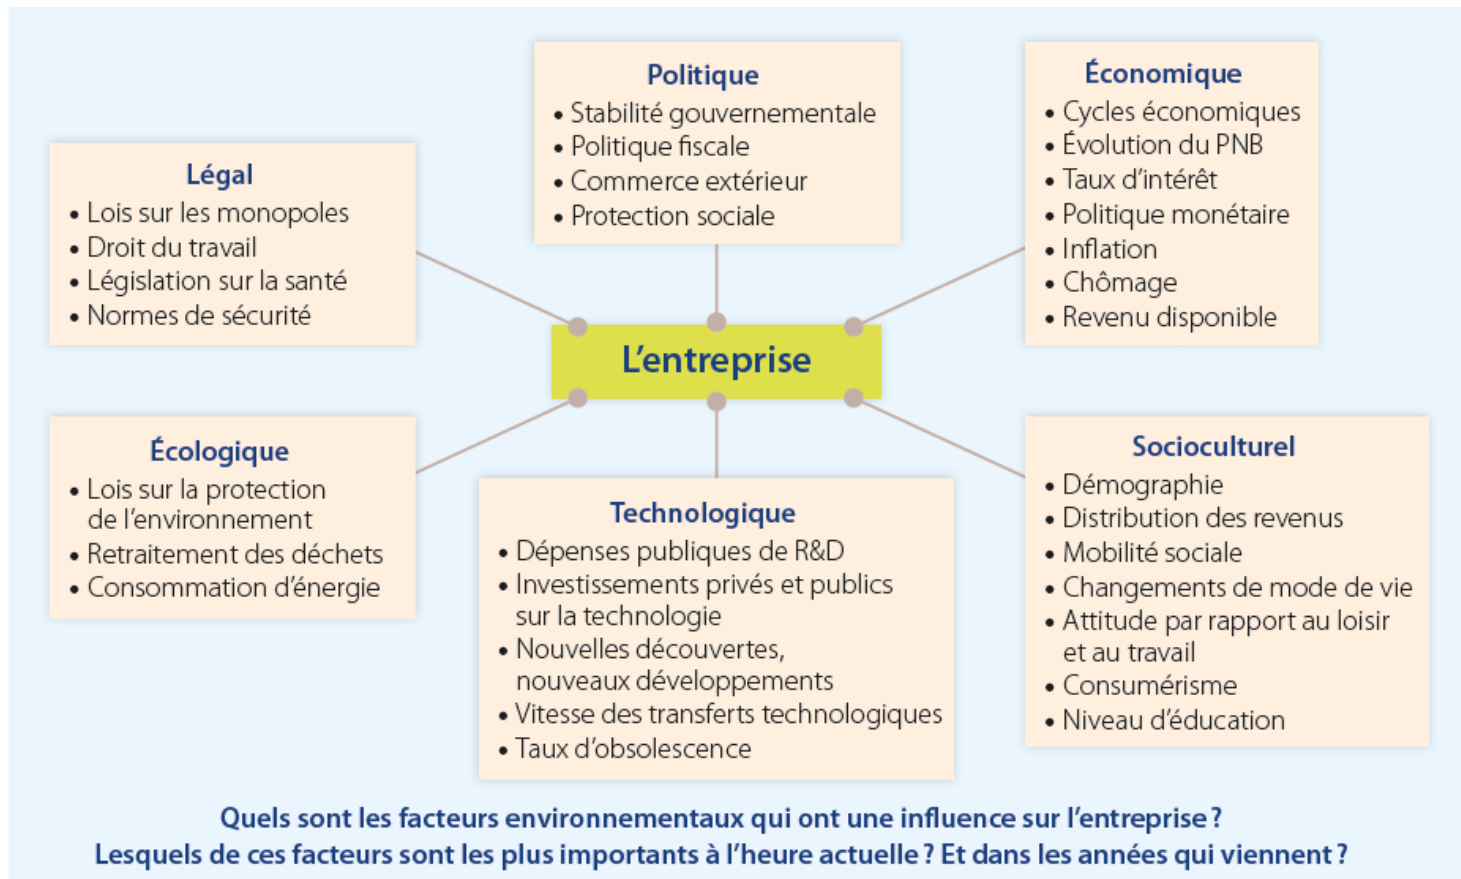 Politique
• Stabilité gouvernementale
• Politique fiscale
• Commerce extérieur
• Protection sociale
Économique
• Cycles économiques
• Évolution du PNB
• Taux d'intérêt
• Politique monétaire
• Inflation
• Chômage
• Revenu disponible
Légal
• Lois sur les monopoles
• Droit du travail
• Législation sur la santé
• Normes de sécurité
L'entreprise
Écologique
• Lois sur la protection
de l'environnement
• Retraitement des déchets
• Consommation d'énergie
Technologique
• Dépenses publiques de R&D
• Investissements privés et publics
sur la technologie
• Nouvelles découvertes,
nouveaux développements
• Vitesse des transferts technologiques
• Taux d'obsolescence
Socioculturel
• Démographie
• Distribution des revenus
• Mobilité sociale
• Changements de mode de vie
• Attitude par rapport au loisir
et au travail
• Consumérisme
• Niveau d'éducation
Quels sont les facteurs environnementaux qui ont une influence sur l'entreprise ?
Lesquels de ces facteurs sont les plus importants à l'heure actuelle ? Et dans les années qui viennent ?